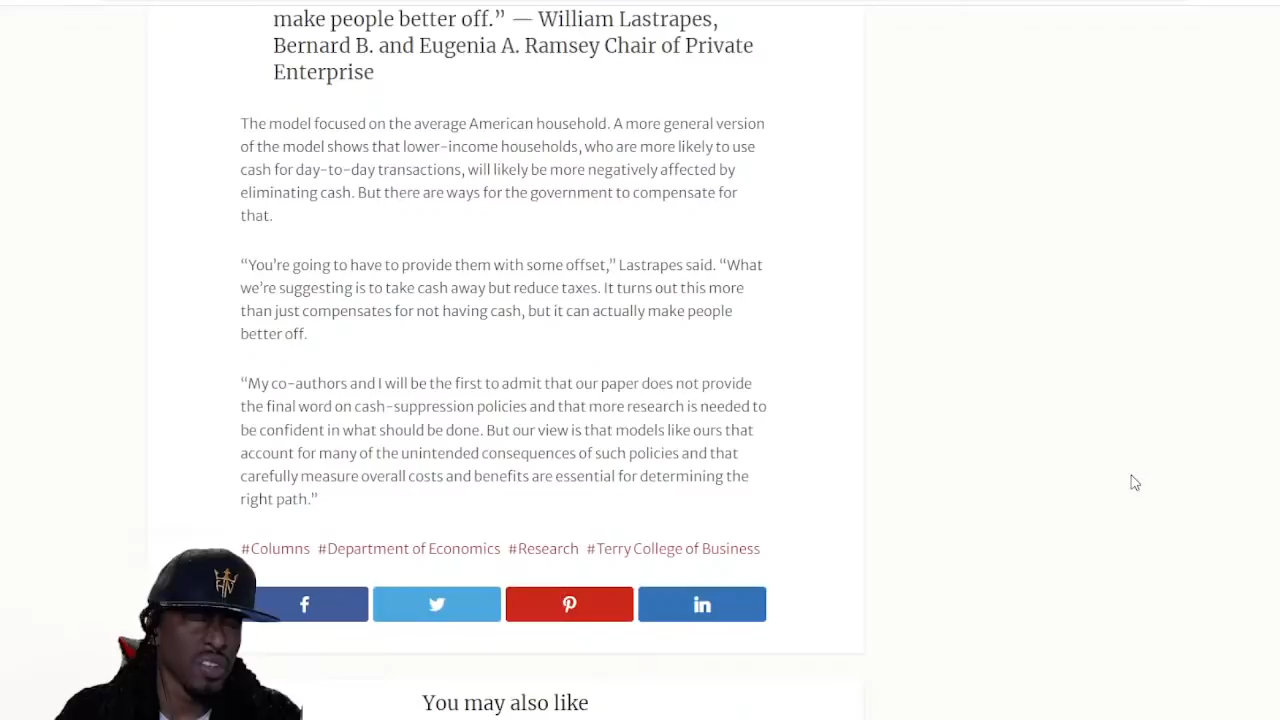 make people better off.” — William Lastrapes,
Bernard B. and Eugenia A. Ramsey Chair of Private
Enterprise
The model focused on the average American household. A more general version
of the model shows that lower-income households, who are more likely to use
cash for day-to-day transactions, will likely be more negatively affected by
eliminating cash. But there are ways for the government to compensate for
that.
“You’re going to have to provide them with some offset,” Lastrapes said. “What
we’re suggesting is to take cash away but reduce taxes. It turns out this more
than just compensates for not having cash, but it can actually make people
better off.
“My co-authors and I will be the first to admit that our paper does not provide
the final word on cash-suppression policies and that more research is needed to
be confident in what should be done. But our view is that models like ours that
account for many of the unintended consequences of such policies and that
carefully measure overall costs and benefits are essential for determining the
right path.”
#Columns #Department of Economics #Research #Terry College of Business
You may also like